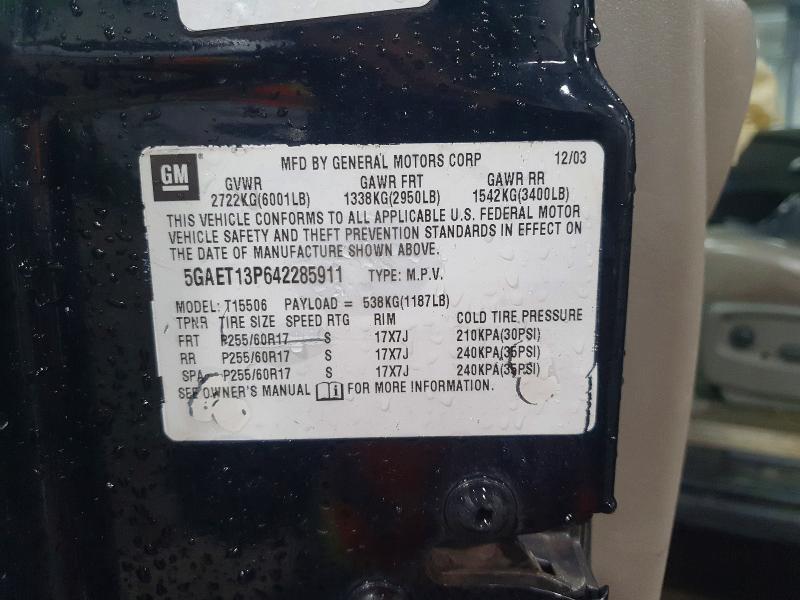 GM MFD BY GENERAL MOTORS CORP 12/03
GVWR GAWR FRT GAWR RR
2722KG(6001LB) 1338KG(2950LB) 1542KG(3400LB)
THIS VEHICLE CONFORMS TO ALL APPLICABLE U.S. FEDERAL MOTOR
VEHICLE SAFETY AND THEFT PREVENTION STANDARDS IN EFFECT ON
THE DATE OF MANUFACTURE SHOWN ABOVE.
5GAET13P642285911 TYPE: M.P.V.
MODEL: T15506 PAYLOAD = 538KG(1187LB)
TPNR TIRE SIZE SPEED RTG RIM COLD TIRE PRESSURE
FRT P255/60R17 S 17X7J 210KPA(30PSI)
RR P255/60R17 S 17X7J 240KPA(35PSI)
SPA P255/60R17 S 17X7J 240KPA(35PSI)
SEE OWNER'S MANUAL FOR MORE INFORMATION.